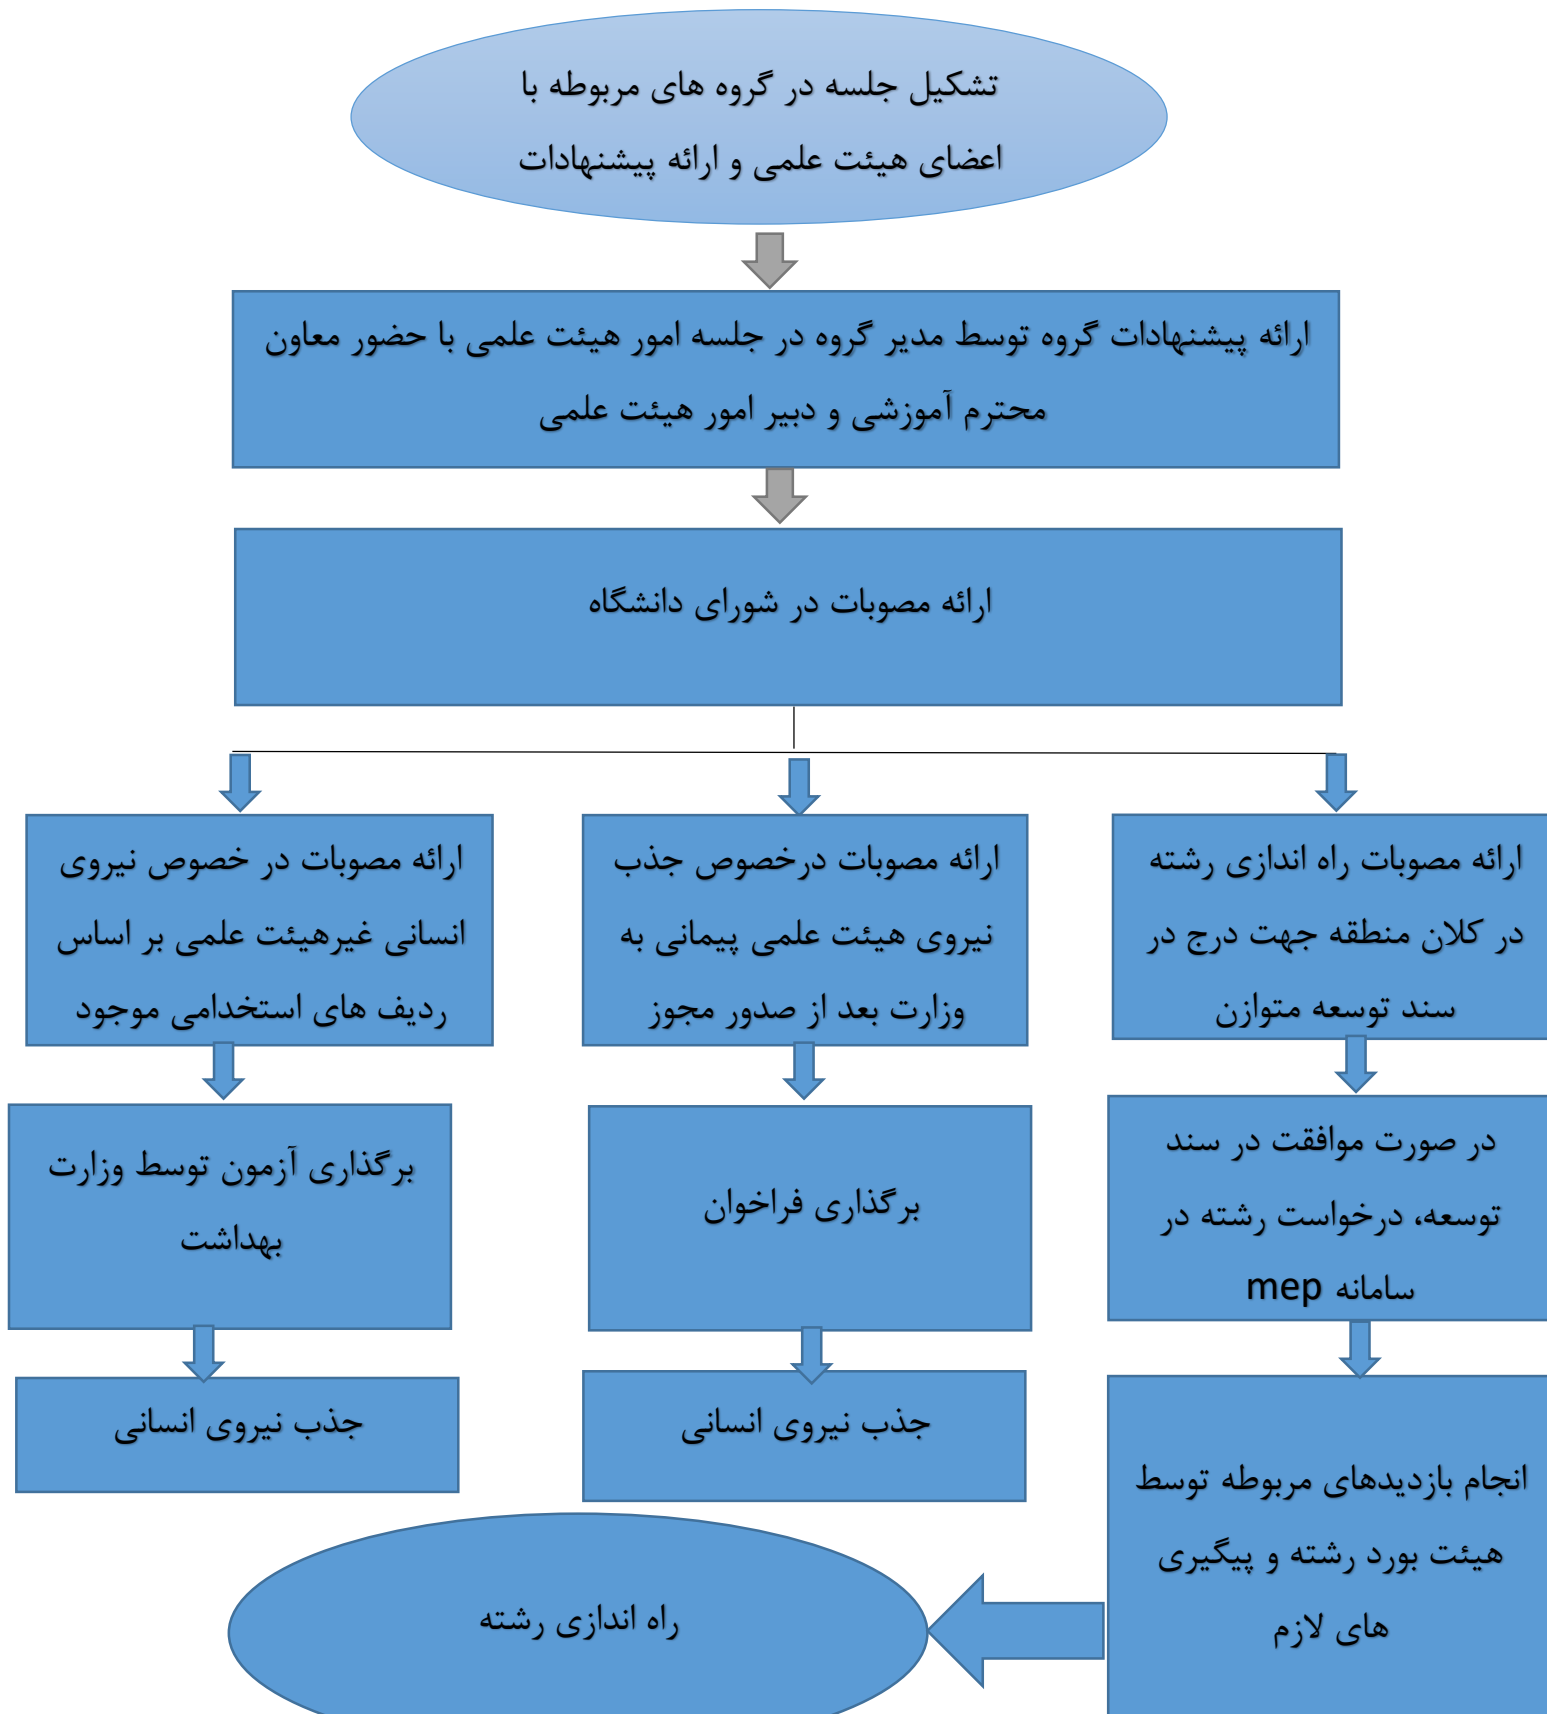 تشکیل جلسه در گروه های مربوطه با
اعضای هیئت علمی و ارائه پیشنهادات
ارائه پیشنهادات گروه توسط مدیر گروه در جلسه امور هیئت علمی با حضور معاون
محترم آموزشی و دبیر امور هیئت علمی
ارائه مصوبات در شورای دانشگاه
ارائه مصوبات راه اندازی رشته
در کلان منطقه جهت درج در
سند توسعه متوازن
ارائه مصوبات درخصوص جذب
نیروی هیئت علمی پیمانی به
وزارت بعد از صدور مجوز
ارائه مصوبات در خصوص نیروی
انسانی غیرهیئت علمی بر اساس
ردیف های استخدامی موجود
در صورت موافقت در سند
توسعه، درخواست رشته در
سامانه mep
برگذاری فراخوان
برگذاری آزمون توسط وزارت
بهداشت
انجام بازدیدهای مربوطه توسط
هیئت بورد رشته و پیگیری
های لازم
جذب نیروی انسانی
جذب نیروی انسانی
راه اندازی رشته